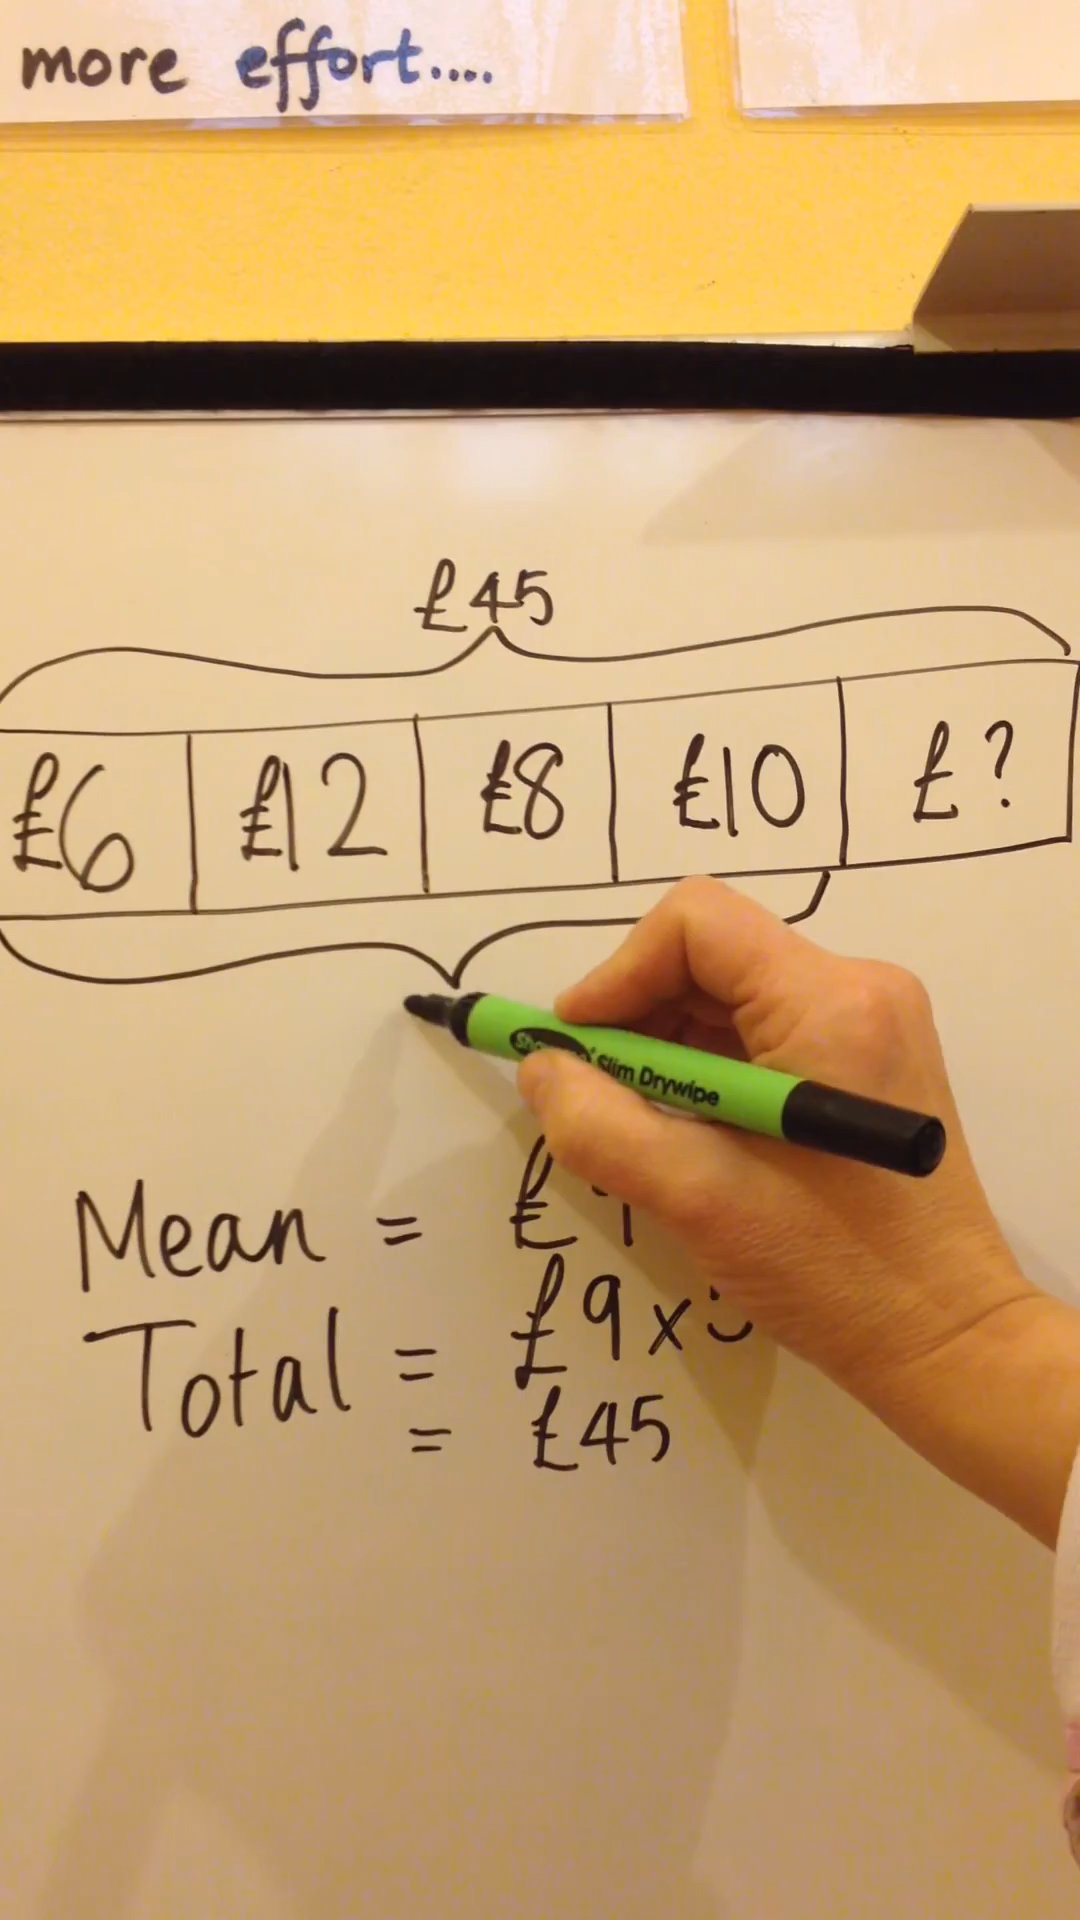 more effort....
£45
£6 £12 £8 £10 £?
Slim Drywipe
Mean = £
Total = £9 x
= £45